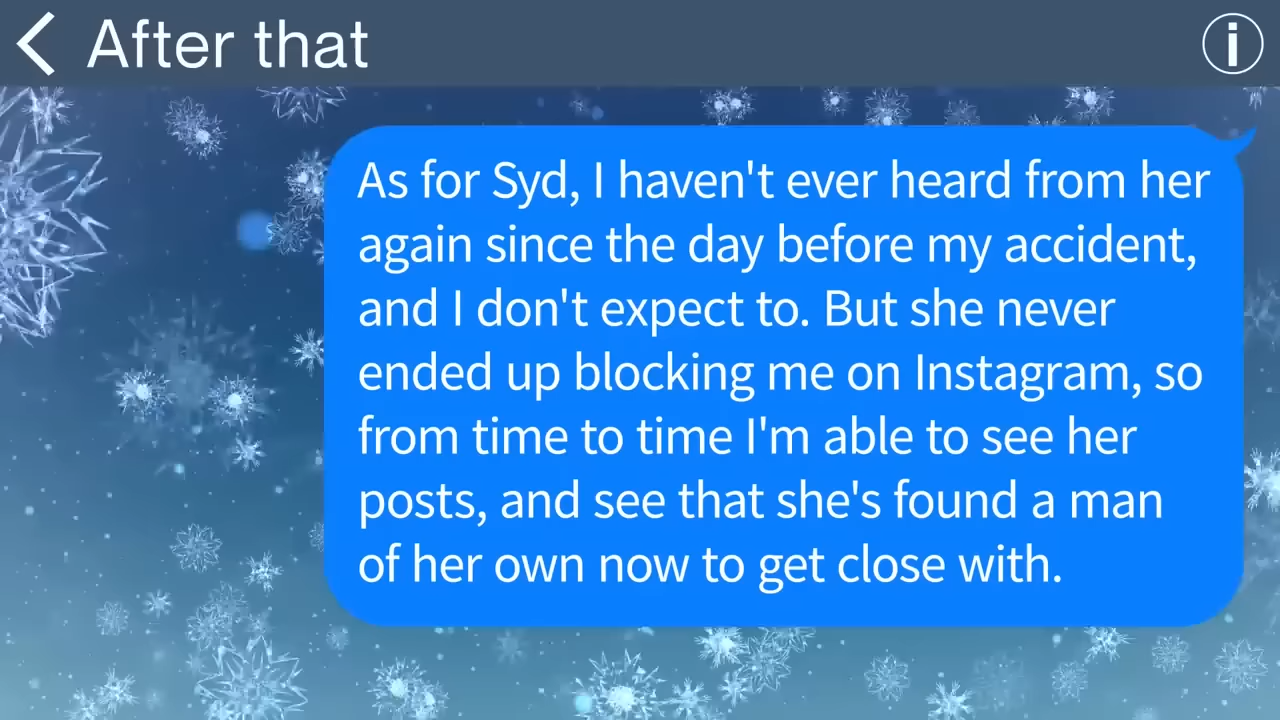 After that
i
As for Syd, I haven't ever heard from her
again since the day before my accident,
and I don't expect to. But she never
ended up blocking me on Instagram, so
from time to time I'm able to see her
posts, and see that she's found a man
of her own now to get close with.